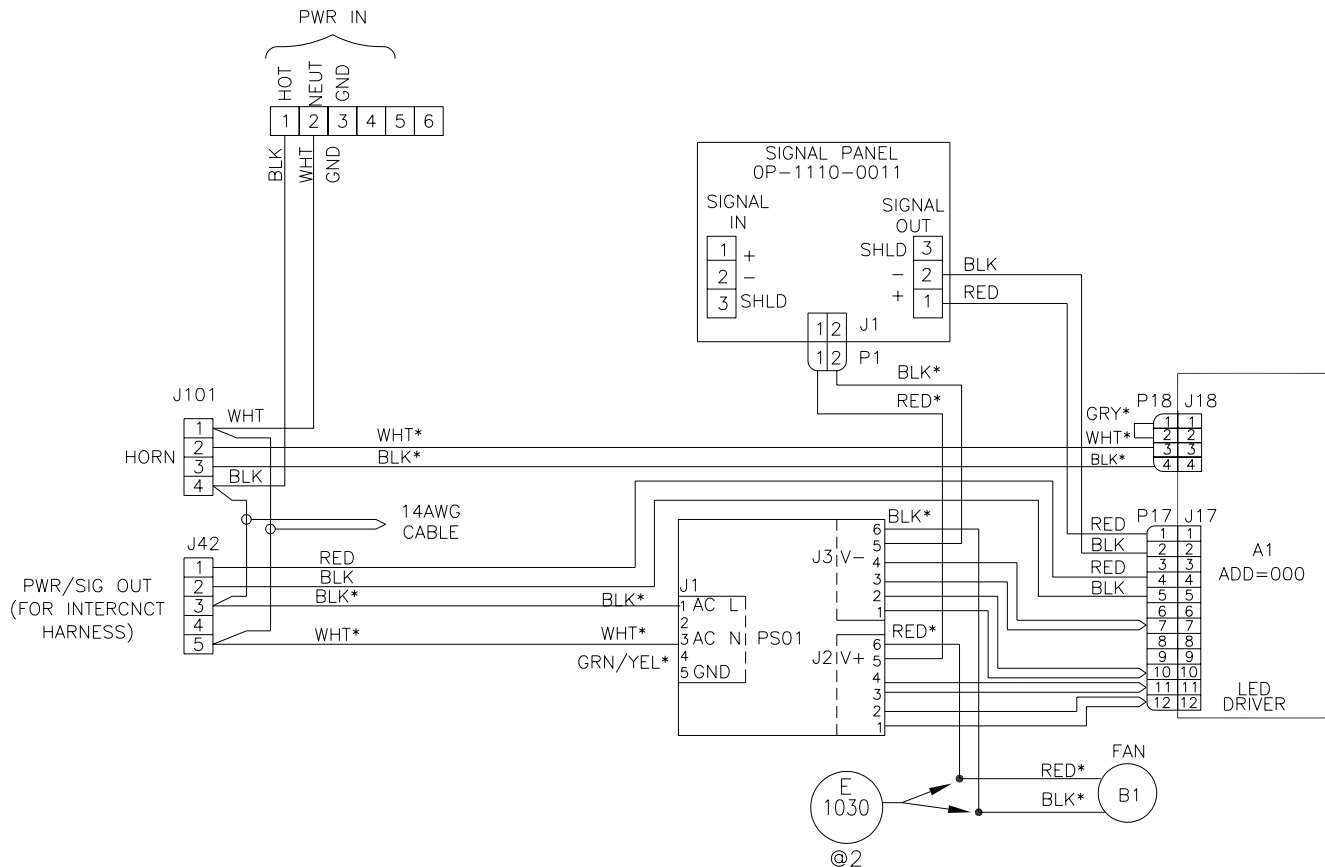 PWR IN
HOT
NEUT
GND
1 2 3 4 5 6
BLK
WHT
GND
SIGNAL PANEL
0P-1110-0011
SIGNAL
IN
1 +
2 -
3 SHLD
SIGNAL
OUT
SHLD 3
- 2
+ 1
BLK
RED
1 2 J1
1 2 P1
BLK*
RED*
J101
HORN
1
2
3
4
WHT
WHT*
BLK*
BLK
P18 J18
GRY*
WHT*
BLK*
1 1
2 2
3 3
4 4
14AWG
CABLE
J42
PWR/SIG OUT
(FOR INTERCNCT
HARNESS)
1
2
3
4
5
RED
BLK
BLK*
WHT*
BLK*
WHT*
GRN/YEL*
J1
1 AC L
2
3 AC N
4
5 GND
PS01
BLK*
J3 V-
6
5
4
3
2
1
RED*
J2 V+
6
5
4
3
2
1
P17 J17
RED
BLK
RED
BLK
1 1
2 2
3 3
4 4
5 5
6 6
7 7
8 8
9 9
10 10
11 11
12 12
A1
ADD=000
LED
DRIVER
FAN
B1
RED*
BLK*
E
1030
@2